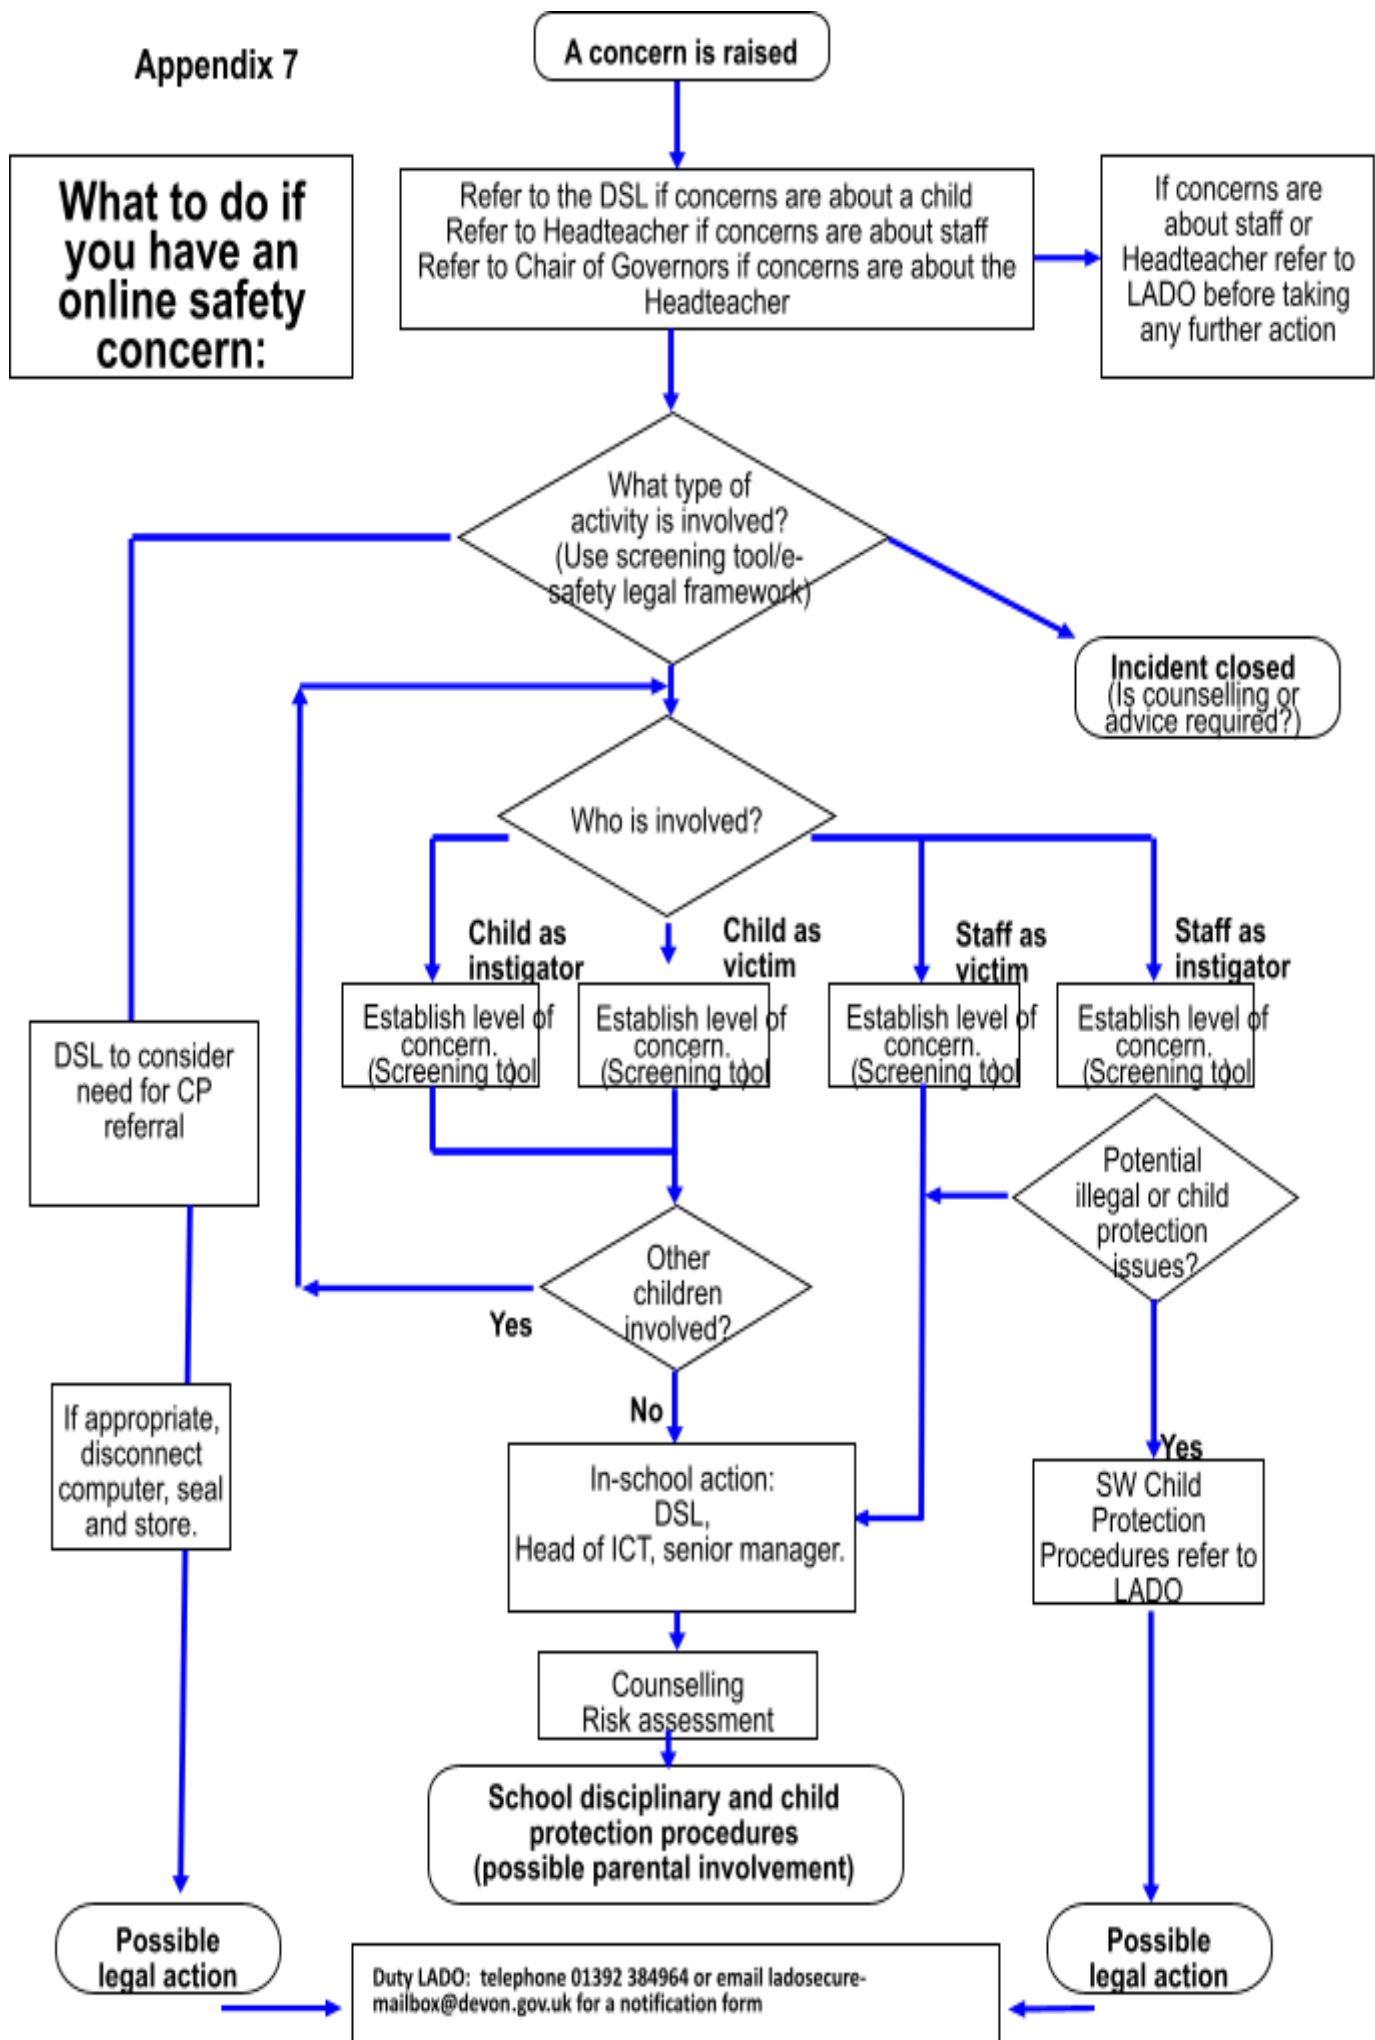 Appendix 7
A concern is raised
What to do if
you have an
online safety
concern:
Refer to the DSL if concerns are about a child
Refer to Headteacher if concerns are about staff
Refer to Chair of Governors if concerns are about the
Headteacher
If concerns are
about staff or
Headteacher refer to
LADO before taking
any further action
What type of
activity is involved?
(Use screening tool/e-
safety legal framework)
Incident closed
(Is counselling or
advice required?)
Who is involved?
Child as
instigator
Child as
victim
Staff as
victim
Staff as
instigator
Establish level of
concern.
(Screening tool)
Establish level of
concern.
(Screening tool)
Establish level of
concern.
(Screening tool)
Establish level of
concern.
(Screening tool)
DSL to consider
need for CP
referral
Potential
illegal or child
protection
issues?
Other
children
involved?
Yes
No
If appropriate,
disconnect
computer, seal
and store.
In-school action:
DSL,
Head of ICT, senior manager.
Yes
SW Child
Protection
Procedures refer to
LADO
Counselling
Risk assessment
School disciplinary and child
protection procedures
(possible parental involvement)
Possible
legal action
Duty LADO: telephone 01392 384964 or email ladosecure-
mailbox@devon.gov.uk for a notification form
Possible
legal action